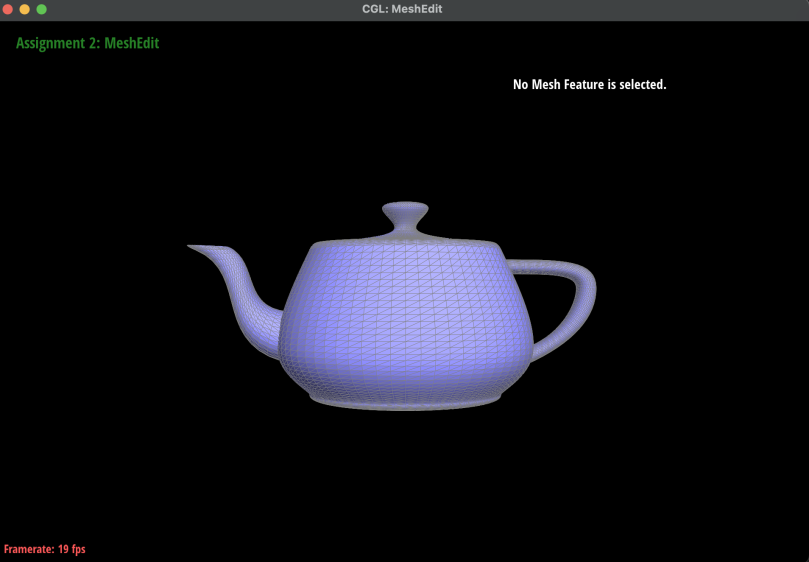 CGL: MeshEdit
Assignment 2: MeshEdit
No Mesh Feature is selected.
Framerate: 19 fps